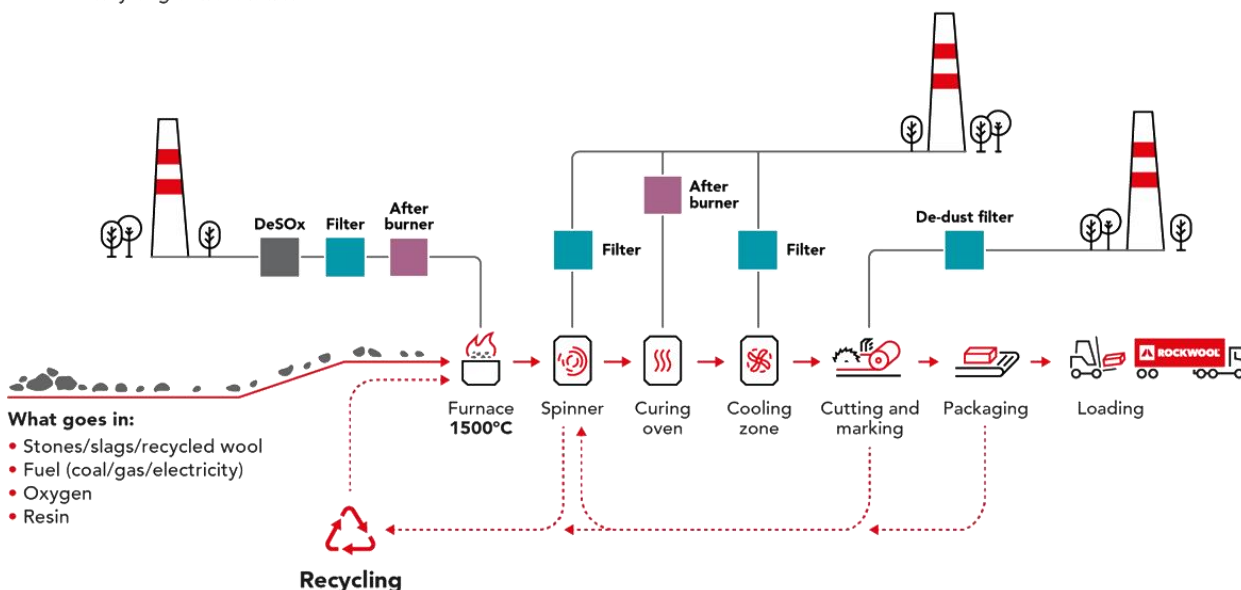 After
burner
De-dust filter
DeSOx
Filter
After
burner
Filter
Filter
ROCKWOOL
What goes in:
• Stones/slags/recycled wool
• Fuel (coal/gas/electricity)
• Oxygen
• Resin
Furnace
1500°C
Spinner
Curing
oven
Cooling
zone
Cutting and
marking
Packaging
Loading
Recycling